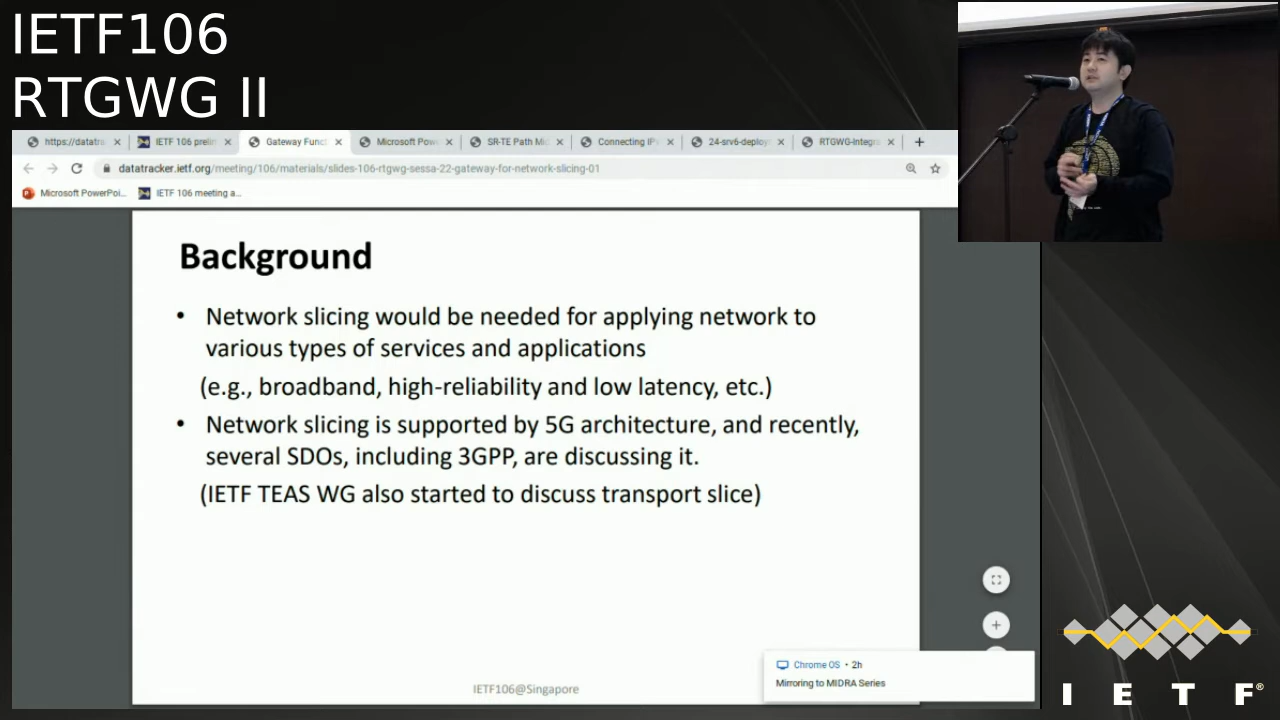 IETF106
RTGWG II
https://datatra
IETF 106 prelim
Gateway Funct
Microsoft Powe
SR-TE Path Mi
Connecting IPv
24-srv6-deploy
RTGWG-Integra
datatracker.ietf.org/meeting/106/materials/slides-106-rtgwg-sessa-22-gateway-for-network-slicing-01
Microsoft PowerPoi...
IETF 106 meeting a...
Background
• Network slicing would be needed for applying network to
various types of services and applications
(e.g., broadband, high-reliability and low latency, etc.)
• Network slicing is supported by 5G architecture, and recently,
several SDOs, including 3GPP, are discussing it.
(IETF TEAS WG also started to discuss transport slice)
IETF106@Singapore
Chrome OS • 2h
Mirroring to MIDRA Series
I E T F®